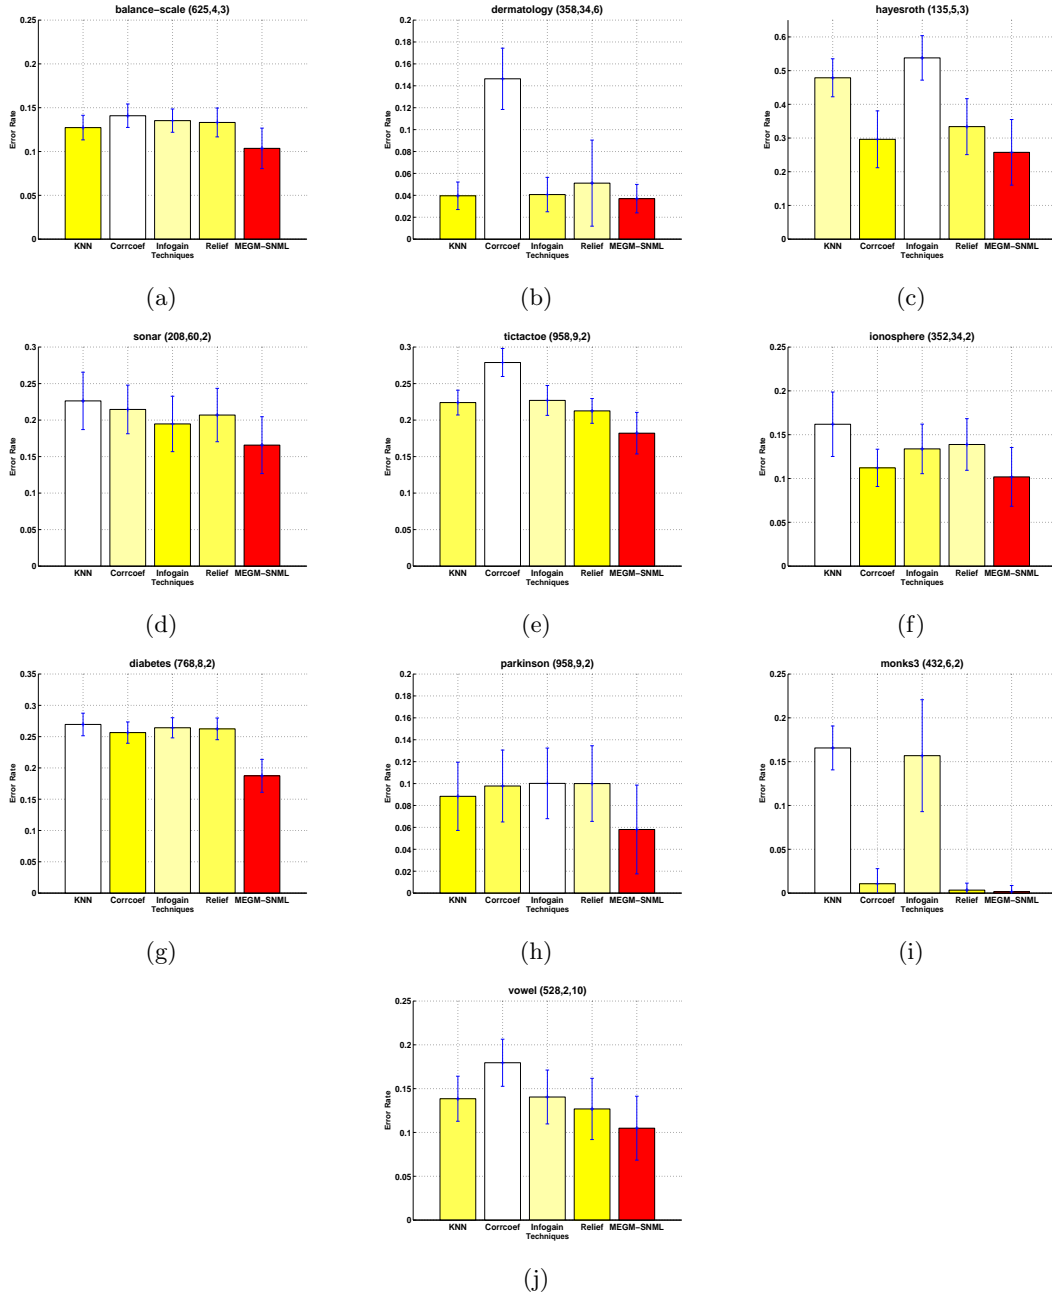 balance−scale (625,4,3)
0.25
0.2
0.15
0.1
0.05
0
Error Rate
KNN Corrcoef Infogain Relief MEGM−SNML
Techniques
(a)
dermatology (358,34,6)
0.2
0.18
0.16
0.14
0.12
0.1
0.08
0.06
0.04
0.02
0
Error Rate
KNN Corrcoef Infogain Relief MEGM−SNML
Techniques
(b)
hayesroth (135,5,3)
0.6
0.5
0.4
0.3
0.2
0.1
0
Error Rate
KNN Corrcoef Infogain Relief MEGM−SNML
Techniques
(c)
sonar (208,60,2)
0.3
0.25
0.2
0.15
0.1
0.05
0
Error Rate
KNN Corrcoef Infogain Relief MEGM−SNML
Techniques
(d)
tictactoe (958,9,2)
0.3
0.25
0.2
0.15
0.1
0.05
0
Error Rate
KNN Corrcoef Infogain Relief MEGM−SNML
Techniques
(e)
ionosphere (352,34,2)
0.25
0.2
0.15
0.1
0.05
0
Error Rate
KNN Corrcoef Infogain Relief MEGM−SNML
Techniques
(f)
diabetes (768,8,2)
0.35
0.3
0.25
0.2
0.15
0.1
0.05
0
Error Rate
KNN Corrcoef Infogain Relief MEGM−SNML
Techniques
(g)
parkinson (958,9,2)
0.2
0.18
0.16
0.14
0.12
0.1
0.08
0.06
0.04
0.02
0
Error Rate
KNN Corrcoef Infogain Relief MEGM−SNML
Techniques
(h)
monks3 (432,6,2)
0.25
0.2
0.15
0.1
0.05
0
Error Rate
KNN Corrcoef Infogain Relief MEGM−SNML
Techniques
(i)
vowel (528,2,10)
0.25
0.2
0.15
0.1
0.05
0
Error Rate
KNN Corrcoef Infogain Relief MEGM−SNML
Techniques
(j)